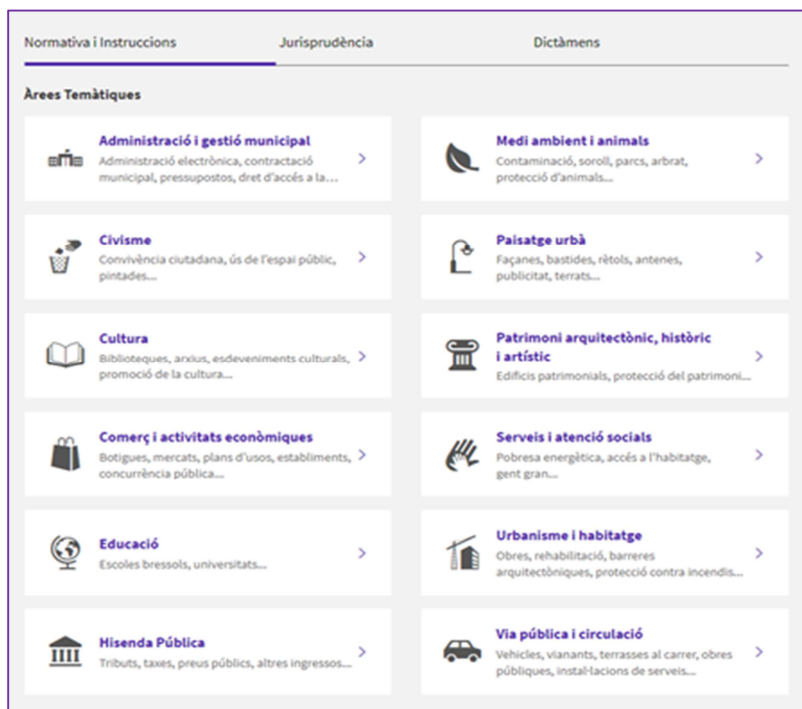 Normativa i Instruccions
Jurisprudència
Dictàmens
Àrees Temàtiques
Administració i gestió municipal
Administració electrònica, contractació
municipal, pressupostos, dret d'accés a la...
Medi ambient i animals
Contaminació, soroll, parcs, arbrat,
protecció d'animals...
Civisme
Convivència ciutadana, ús de l'espai públic,
pintades...
Paisatge urbà
Façanes, bastides, rètols, antenes,
publicitat, terrats...
Cultura
Biblioteques, arxius, esdeveniments culturals,
promoció de la cultura...
Patrimoni arquitectònic, històric
i artístic
Edificis patrimonials, protecció del patrimoni...
Comerç i activitats econòmiques
Botigues, mercats, plans d'usos, establiments,
concurrència pública...
Serveis i atenció socials
Pobresa energètica, accés a l'habitatge,
gent gran...
Educació
Escoles bressols, universitats...
Urbanisme i habitatge
Obres, rehabilitació, barreres
arquitectòniques, protecció contra incendis...
Hisenda Pública
Tributs, taxes, preus públics, altres ingressos...
Via pública i circulació
Vehicles, vianants, terrasses al carrer, obres
públiques, instal·lacions de serveis...